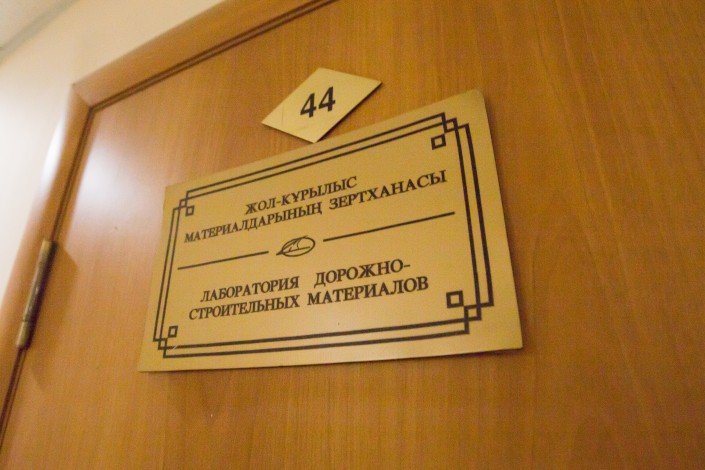 44
ЖОЛ-ҚҰРЫЛЫС
МАТЕРИАЛДАРЫНЫҢ ЗЕРТХАНАСЫ
ЛАБОРАТОРИЯ ДОРОЖНО-
СТРОИТЕЛЬНЫХ МАТЕРИАЛОВ